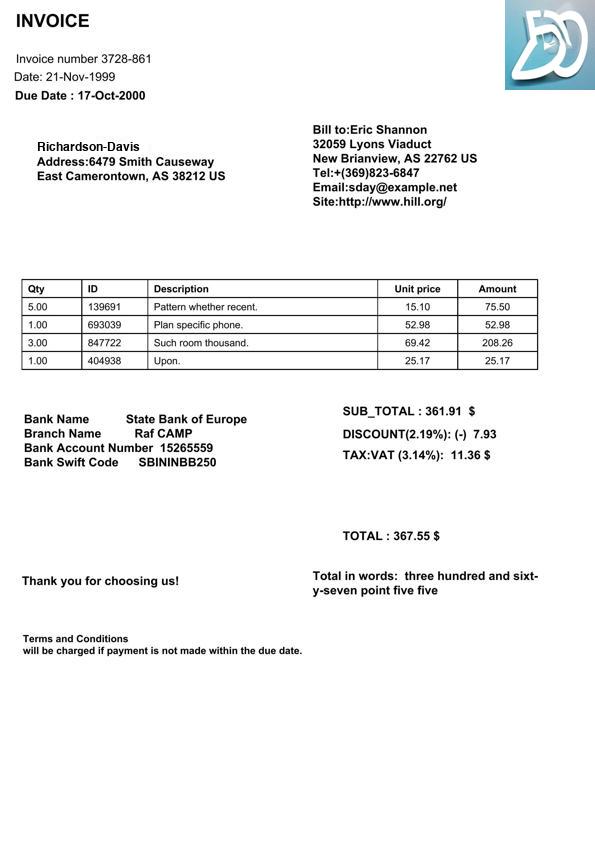 INVOICE
Invoice number 3728-861
Date: 21-Nov-1999
Due Date : 17-Oct-2000
Richardson-Davis
Address:6479 Smith Causeway
East Camerontown, AS 38212 US
Bill to:Eric Shannon
32059 Lyons Viaduct
New Brianview, AS 22762 US
Tel:+(369)823-6847
Email:sday@example.net
Site:http://www.hill.org/
Qty ID Description Unit price Amount
5.00 139691 Pattern whether recent. 15.10 75.50
1.00 693039 Plan specific phone. 52.98 52.98
3.00 847722 Such room thousand. 69.42 208.26
1.00 404938 Upon. 25.17 25.17
Bank Name State Bank of Europe
Branch Name Raf CAMP
Bank Account Number 15265559
Bank Swift Code SBININBB250
SUB_TOTAL : 361.91 $
DISCOUNT(2.19%): (-) 7.93
TAX:VAT (3.14%): 11.36 $
TOTAL : 367.55 $
Thank you for choosing us!
Total in words: three hundred and sixt-
y-seven point five five
Terms and Conditions
will be charged if payment is not made within the due date.